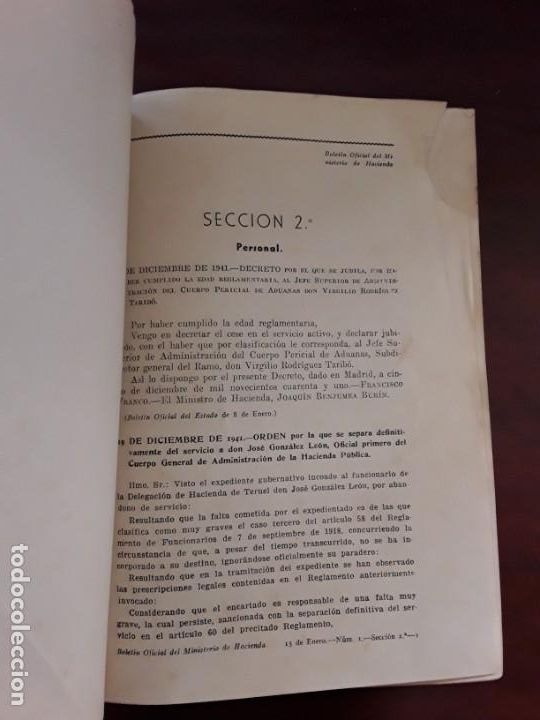 Boletín Oficial del Mi-
nisterio de Hacienda
SECCION 2.ª
Personal.
DE DICIEMBRE DE 1941.—DECRETO POR EL QUE SE JUBILA, POR HA-
BER CUMPLIDO LA EDAD REGLAMENTARIA, AL JEFE SUPERIOR DE ADMINIS-
TRACIÓN DEL CUERPO PERICIAL DE ADUANAS DON VIRGILIO RODRÍGUEZ
TARIBÓ.
Por haber cumplido la edad reglamentaria,
Vengo en decretar el cese en el servicio activo, y declarar jubi-
lado, con el haber que por clasificación le corresponda, al Jefe Su-
perior de Administración del Cuerpo Pericial de Aduanas, Subdi-
rector general del Ramo, don Virgilio Rodríguez Taribó.
Así lo dispongo por el presente Decreto, dado en Madrid, a cin-
co de diciembre de mil novecientos cuarenta y uno.—FRANCISCO
FRANCO.—El Ministro de Hacienda, JOAQUÍN BENJUMEA BURÍN.
(Boletín Oficial del Estado de 8 de Enero.)
19 DE DICIEMBRE DE 1941.—ORDEN por la que se separa definiti-
vamente del servicio a don José González León, Oficial primero del
Cuerpo General de Administración de la Hacienda Pública.
Ilmo. Sr.: Visto el expediente gubernativo incoado al funcionario de
la Delegación de Hacienda de Teruel don José González León, por aban-
dono de servicio:
Resultando que la falta cometida por el expedientado es de las que
clasifica como muy graves el caso tercero del artículo 58 del Regla-
mento de Funcionarios de 7 de septiembre de 1918, concurriendo la
circunstancia de que, a pesar del tiempo transcurrido, no se ha in-
corporado a su destino, ignorándose oficialmente su paradero:
Resultando que en la tramitación del expediente se han observado
las prescripciones legales contenidas en el Reglamento anteriormente
invocado:
Considerando que el encartado es responsable de una falta muy
grave, la cual persiste, sancionada con la separación definitiva del ser-
vicio en el artículo 60 del precitado Reglamento,
Boletín Oficial del Ministerio de Hacienda 15 de Enero.—Núm. 1.—Sección 2.ª—1
todocoleccion.net